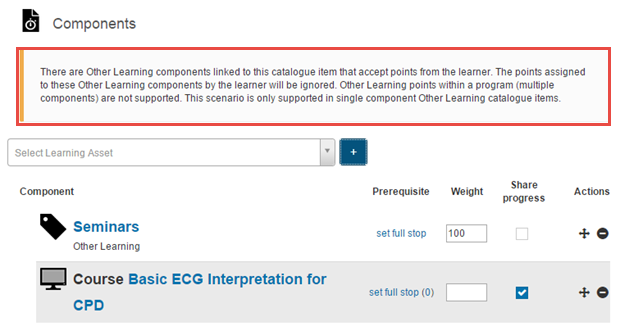 Components
There are Other Learning components linked to this catalogue item that accept points from the learner. The points assigned
to these Other Learning components by the learner will be ignored. Other Learning points within a program (multiple
components) are not supported. This scenario is only supported in single component Other Learning catalogue items.
Select Learning Asset
+
Component Prerequisite Weight Share progress Actions
Seminars
Other Learning
set full stop 100
Course Basic ECG Interpretation for
CPD
set full stop (0)